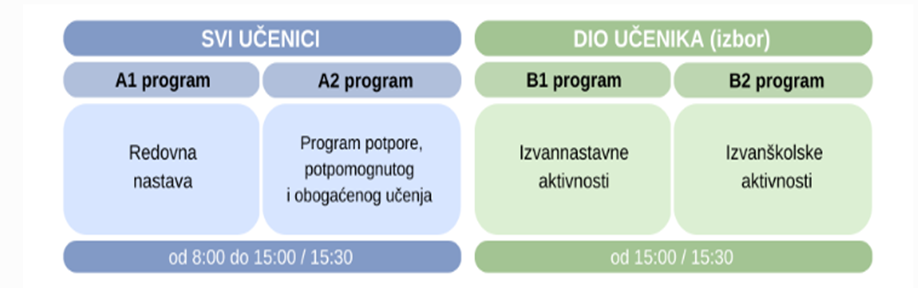 SVI UČENICI
DIO UČENIKA (izbor)
A1 program
A2 program
B1 program
B2 program
Redovna
nastava
Program potpore,
potpomognutog
i obogaćenog učenja
Izvannastavne
aktivnosti
Izvanškolske
aktivnosti
od 8:00 do 15:00 / 15:30
od 15:00 / 15:30